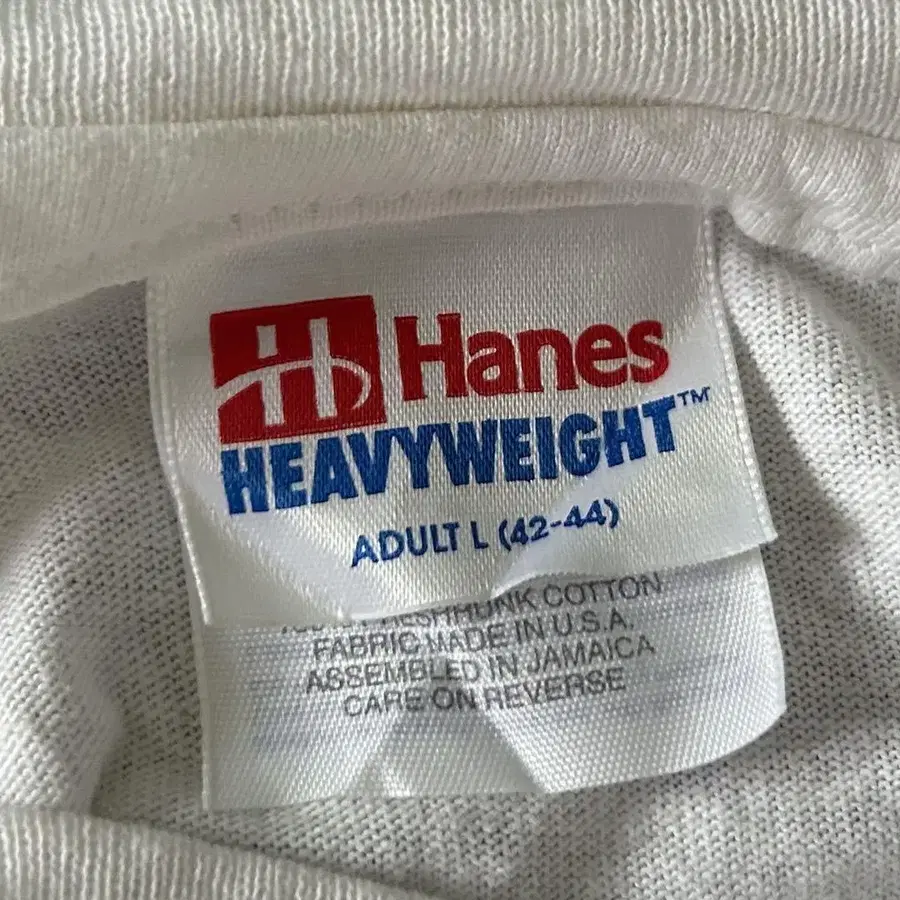 H Hanes
HEAVYWEIGHT™
ADULT L (42-44)
COTTON
FABRIC MADE IN U.S.A.
ASSEMBLED IN JAMAICA
CARE ON REVERSE